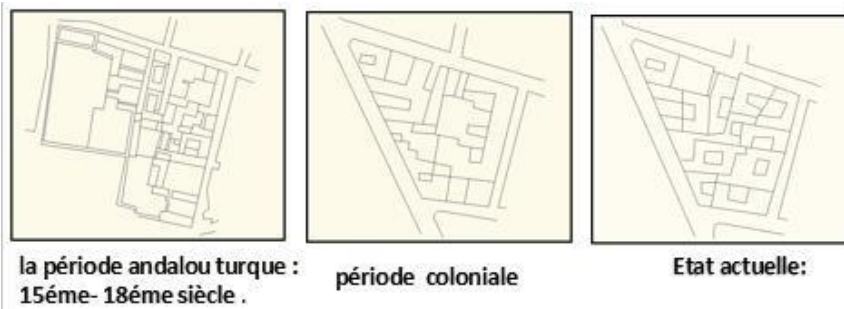 la période andalou turque :
15éme- 18éme siècle .
période coloniale
Etat actuelle: